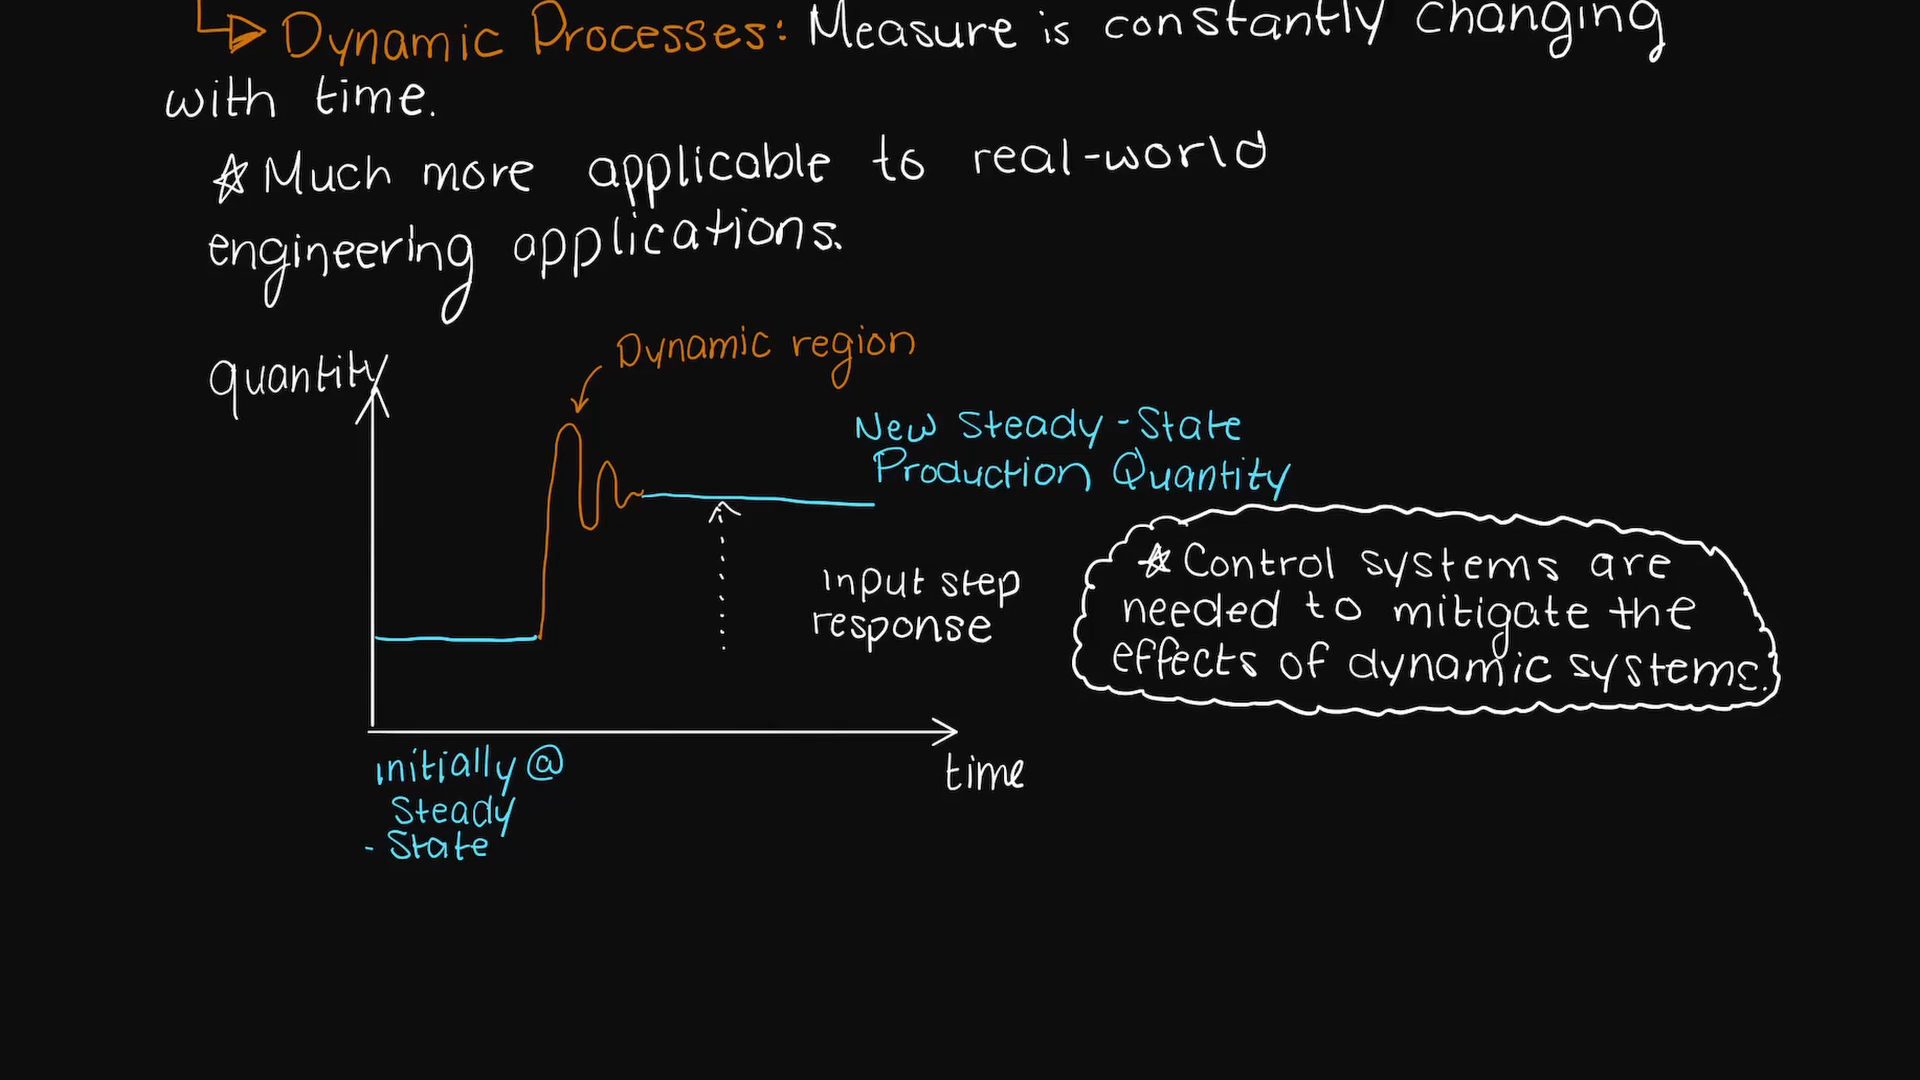 Dynamic Processes: Measure is constantly changing
with time.
☆ Much more applicable to real-world
engineering applications.
quantity
Dynamic region
New Steady-State
Production Quantity
input step
response
☆ Control systems are
needed to mitigate the
effects of dynamic systems.
time
initially @
Steady
- State